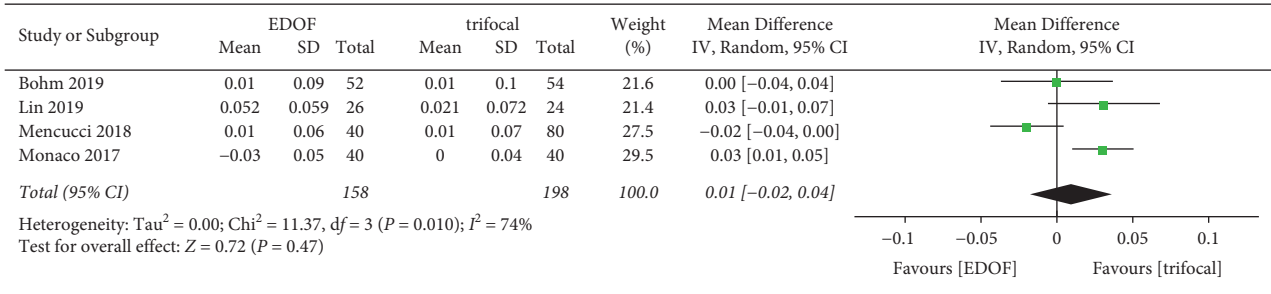 Study or Subgroup EDOF trifocal Weight Mean Difference Mean Difference
Mean SD Total Mean SD Total (%) IV, Random, 95% CI IV, Random, 95% CI
Bohm 2019 0.01 0.09 52 0.01 0.1 54 21.6 0.00 [−0.04, 0.04]
Lin 2019 0.052 0.059 26 0.021 0.072 24 21.4 0.03 [−0.01, 0.07]
Mencucci 2018 0.01 0.06 40 0.01 0.07 80 27.5 −0.02 [−0.04, 0.00]
Monaco 2017 −0.03 0.05 40 0 0.04 40 29.5 0.03 [0.01, 0.05]
Total (95% CI) 158 198 100.0 0.01 [−0.02, 0.04]
Heterogeneity: Tau² = 0.00; Chi² = 11.37, df = 3 (P = 0.010); I² = 74%
Test for overall effect: Z = 0.72 (P = 0.47)
−0.1 −0.05 0 0.05 0.1
Favours [EDOF] Favours [trifocal]